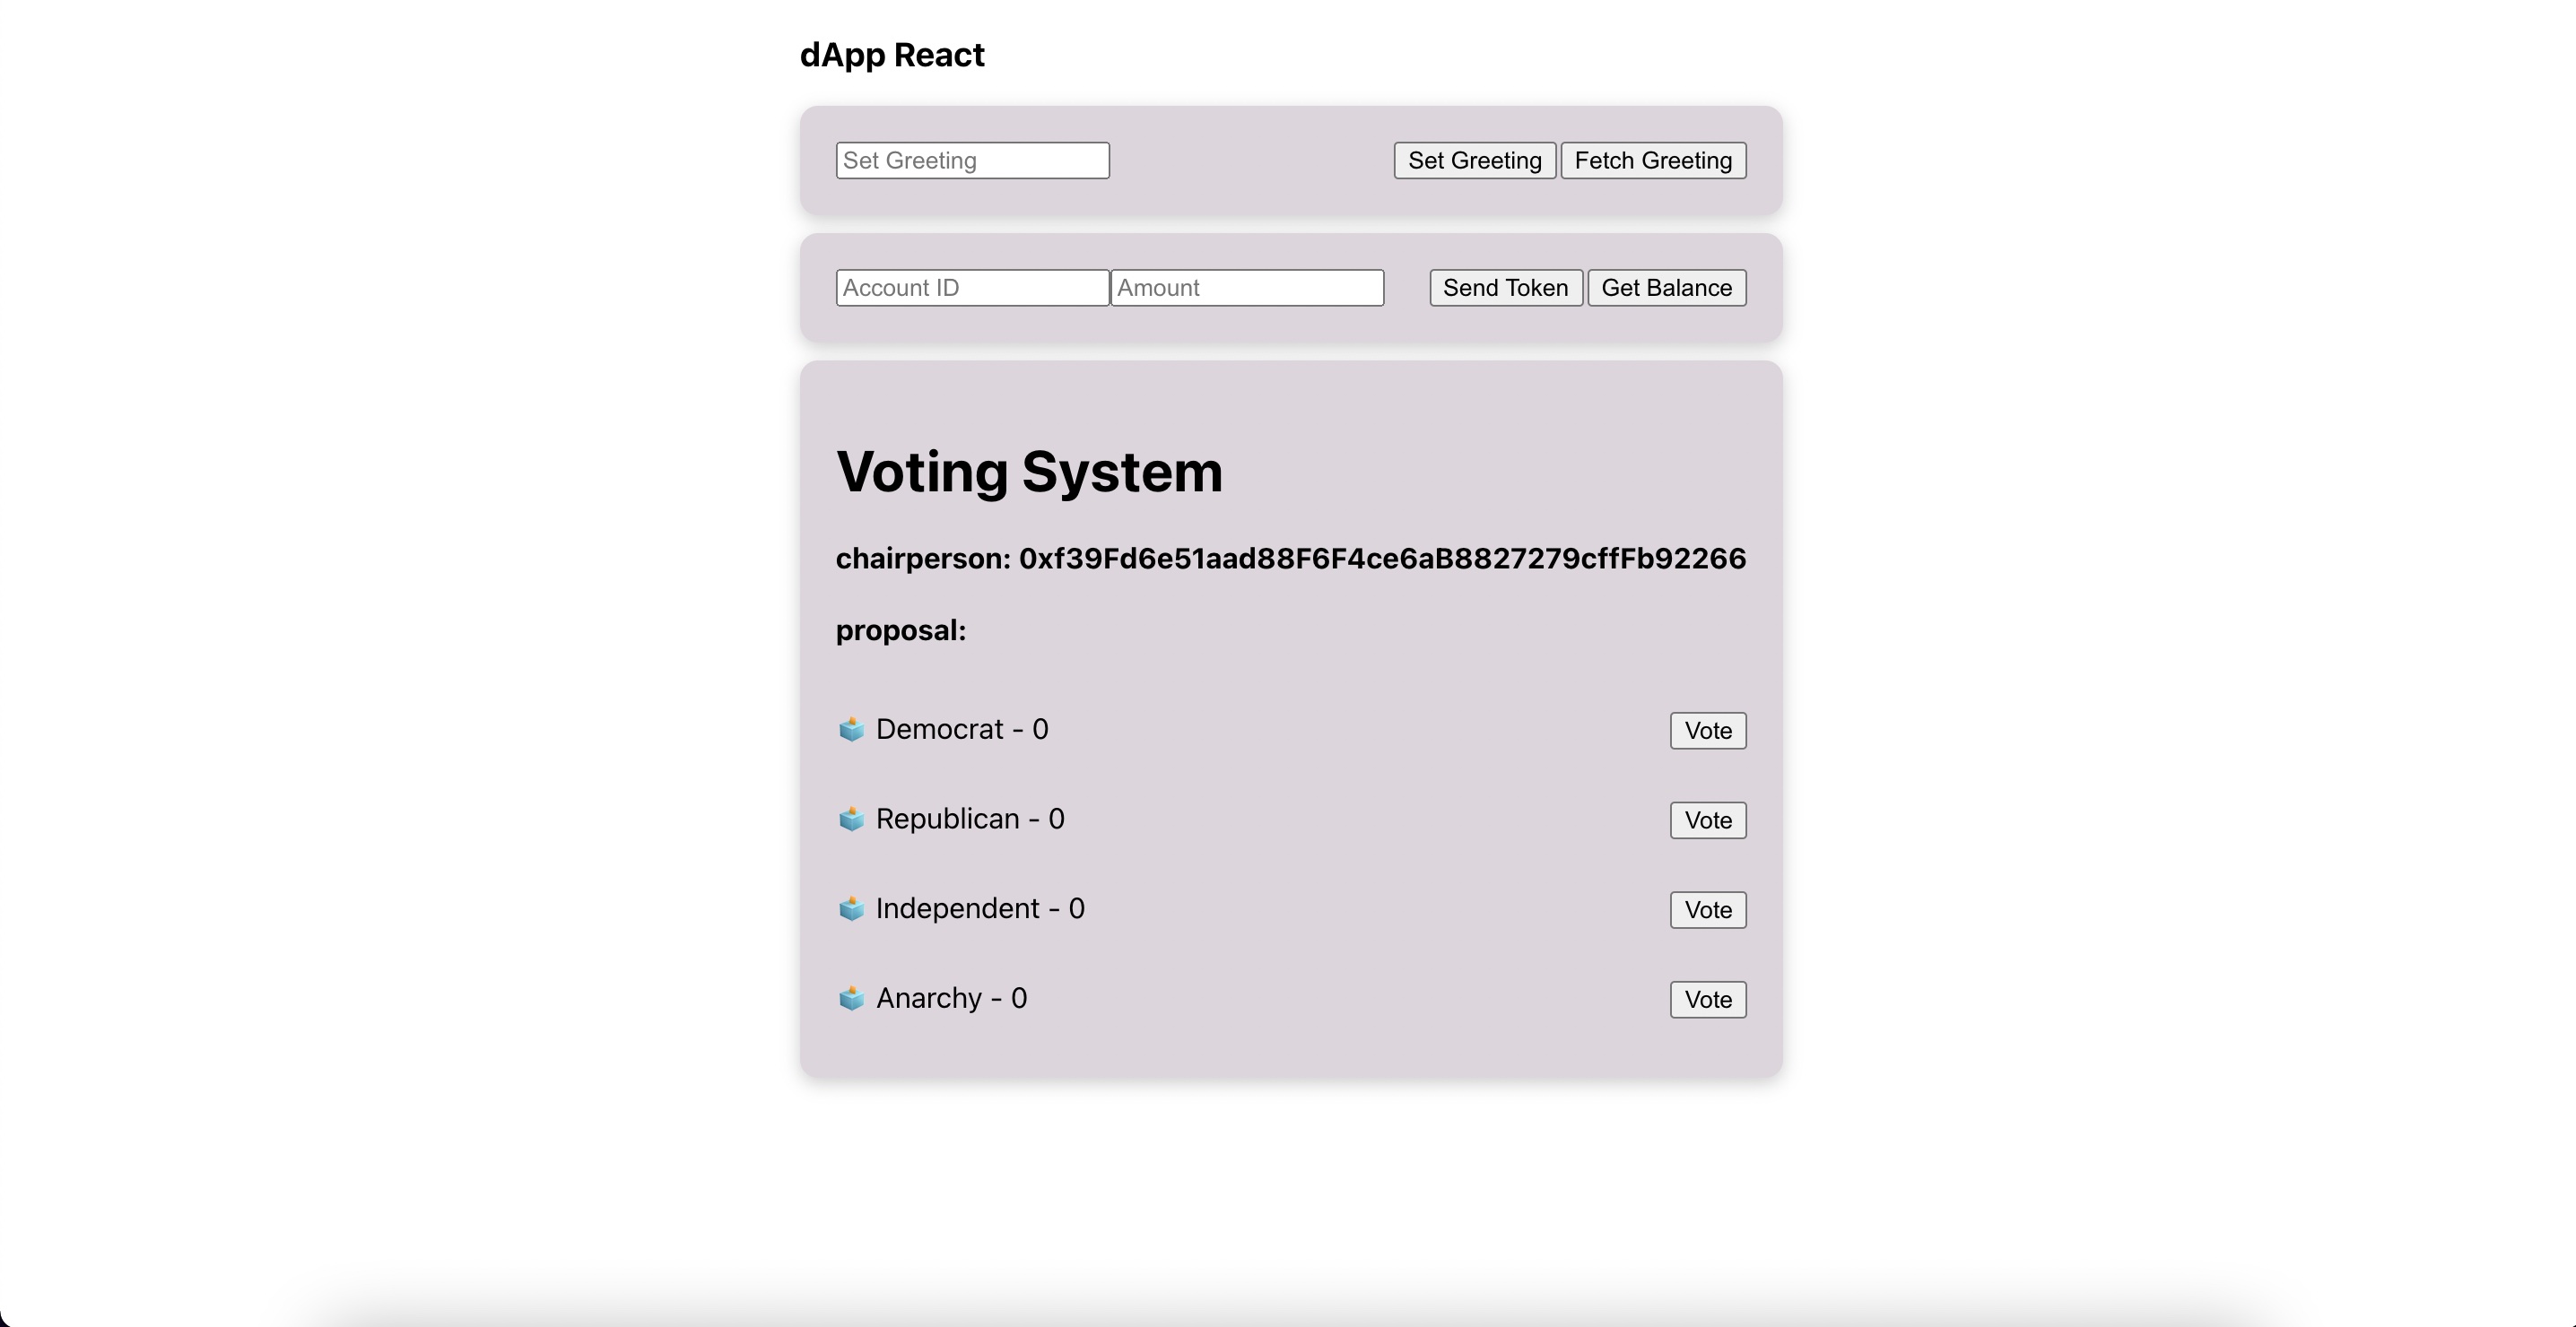 dApp React
Set Greeting Set Greeting Fetch Greeting
Account ID Amount Send Token Get Balance
Voting System
chairperson: 0xf39Fd6e51aad88F6F4ce6aB8827279cffFb92266
proposal:
Democrat - 0 Vote
Republican - 0 Vote
Independent - 0 Vote
Anarchy - 0 Vote